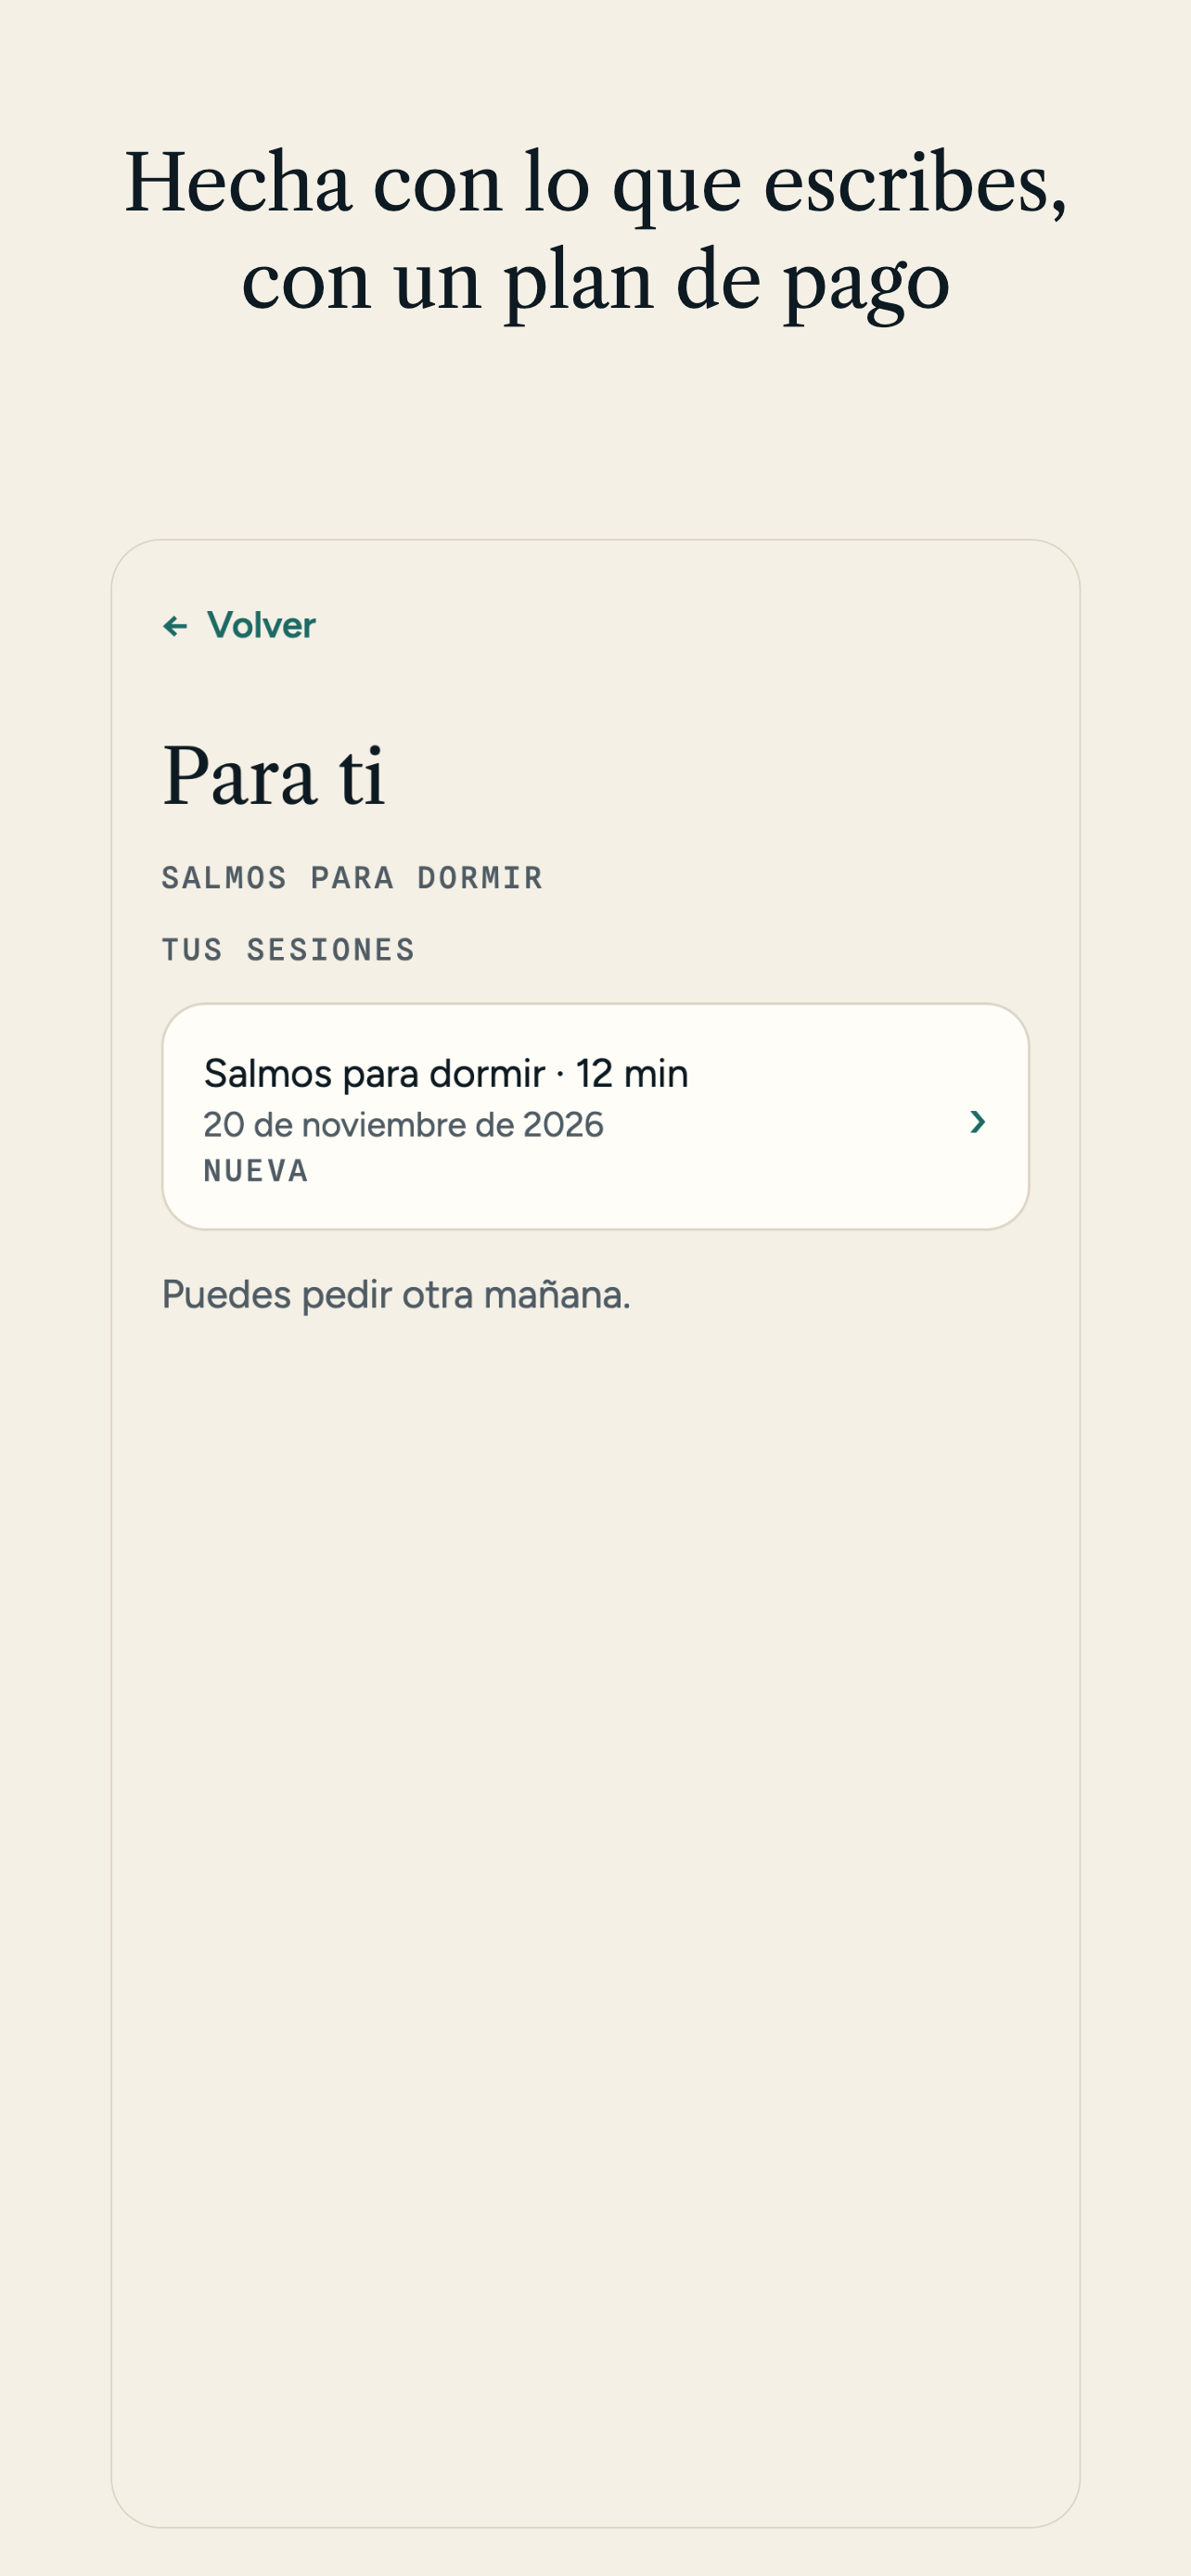 Hecha con lo que escribes,
con un plan de pago
← Volver
Para ti
SALMOS PARA DORMIR
TUS SESIONES
Salmos para dormir · 12 min
20 de noviembre de 2026
NUEVA
Puedes pedir otra mañana.